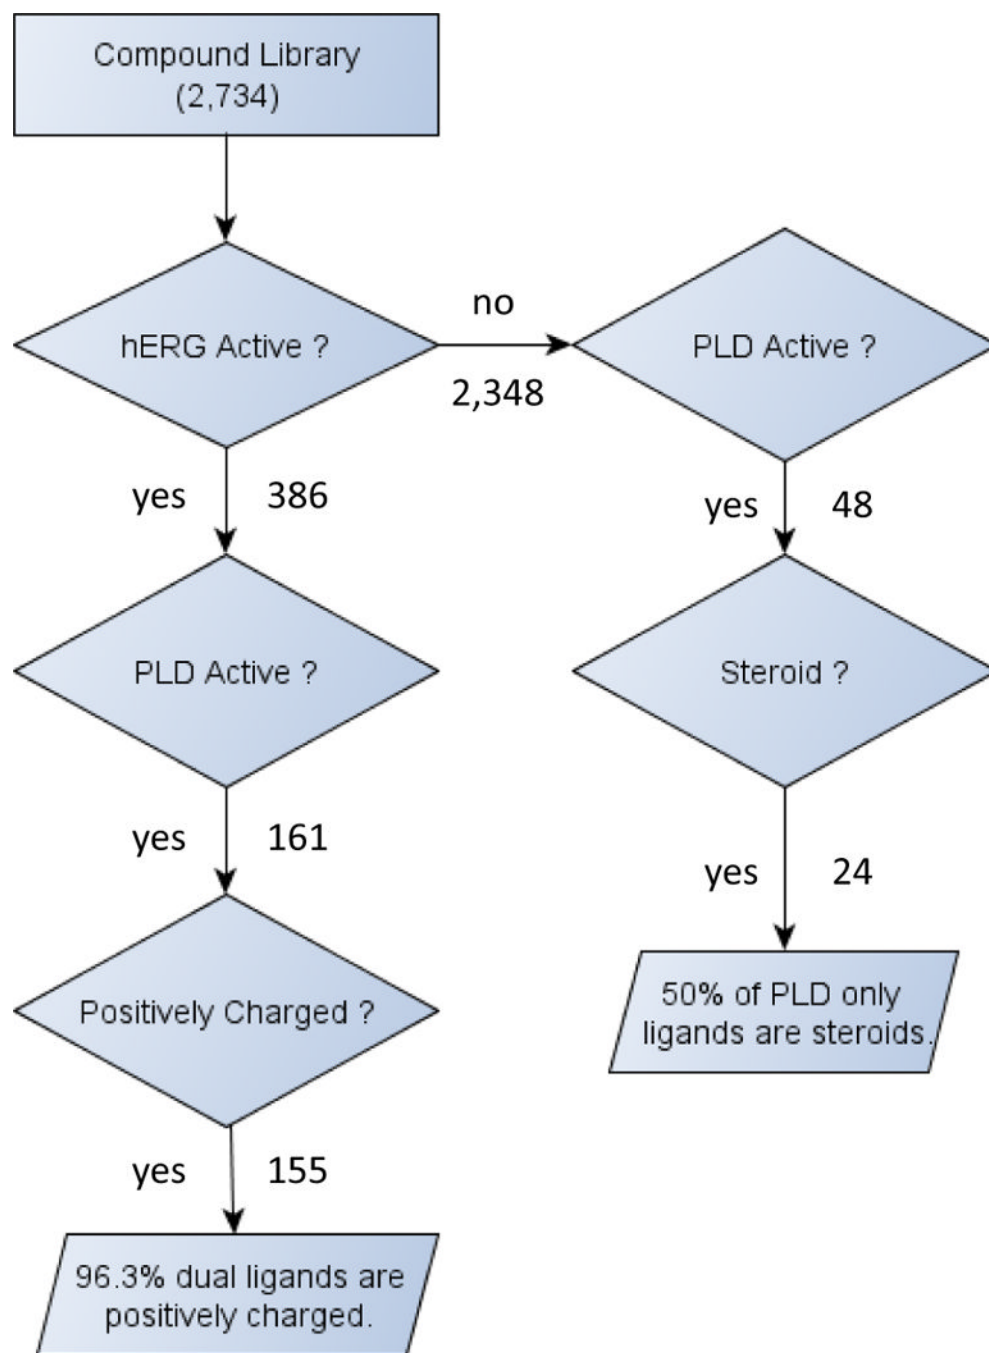 Compound Library
(2,734)
hERG Active ?
no
2,348
PLD Active ?
yes 386
yes 48
PLD Active ?
Steroid ?
yes 161
yes 24
Positively Charged ?
50% of PLD only
ligands are steroids.
yes 155
96.3% dual ligands are
positively charged.